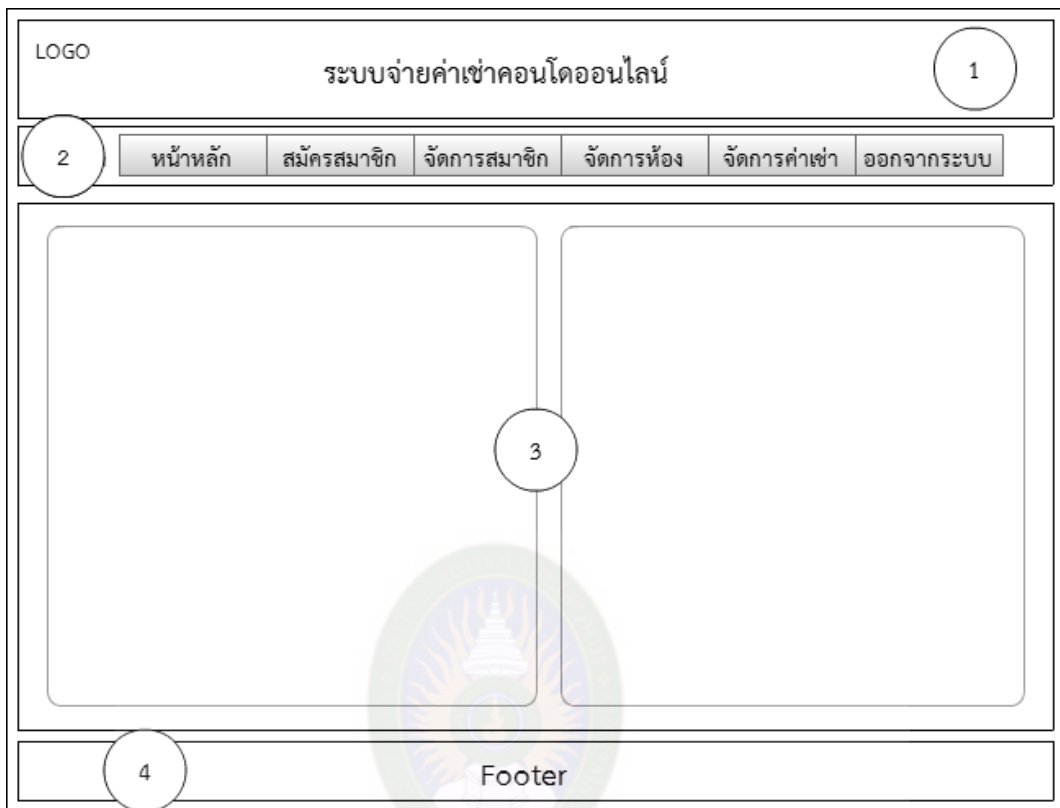 LOGO
ระบบจ่ายค่าเช่าคอนโดออนไลน์
1
2
หน้าหลัก สมัครสมาชิก จัดการสมาชิก จัดการห้อง จัดการค่าเช่า ออกจากระบบ
3
4
Footer